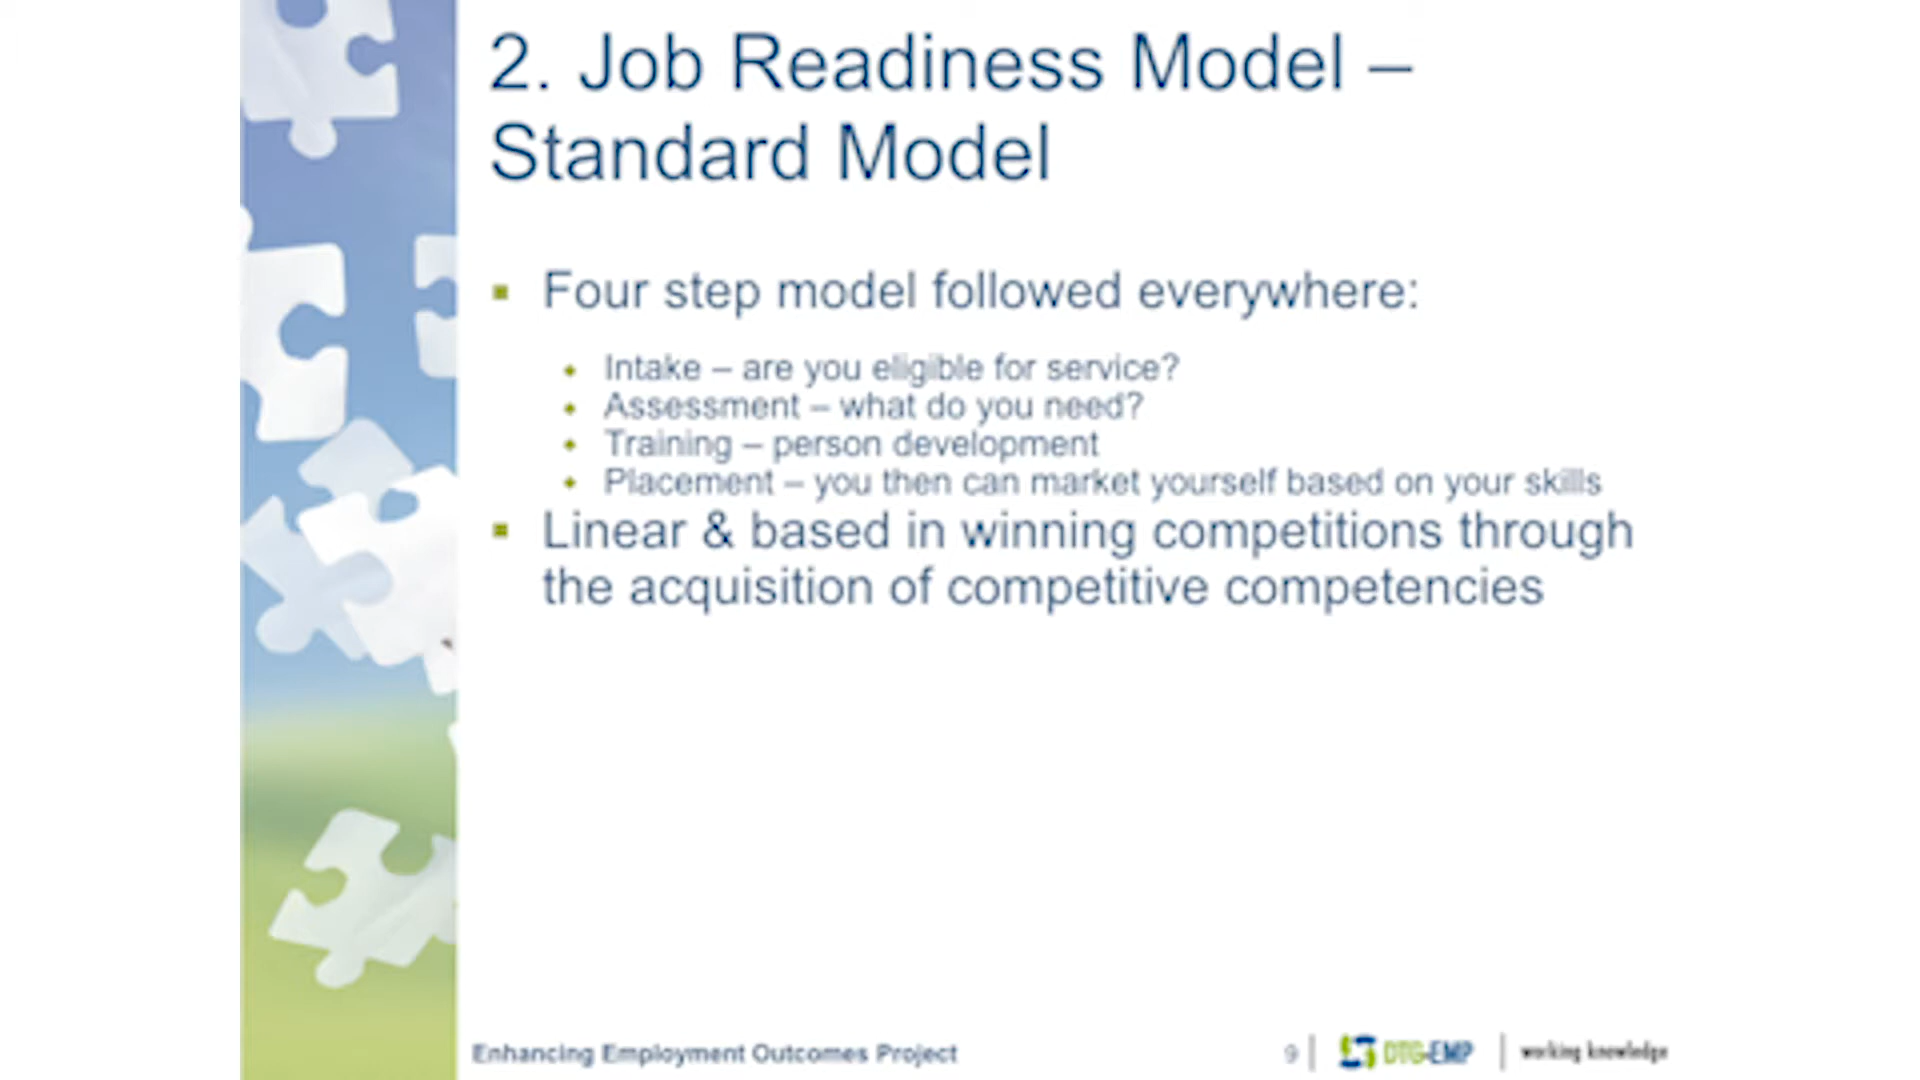 2. Job Readiness Model –
Standard Model
Four step model followed everywhere:
Intake – are you eligible for service?
Assessment – what do you need?
Training – person development
Placement – you then can market yourself based on your skills
Linear & based in winning competitions through
the acquisition of competitive competencies
Enhancing Employment Outcomes Project
9
DTG-EMP
working knowledge